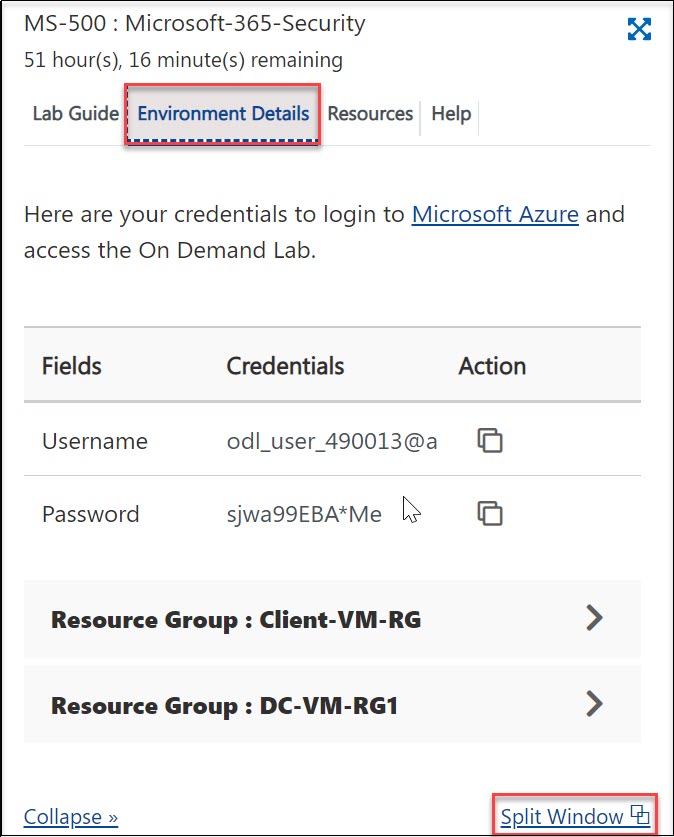 MS-500 : Microsoft-365-Security
51 hour(s), 16 minute(s) remaining
Lab Guide Environment Details Resources Help
Here are your credentials to login to Microsoft Azure and
access the On Demand Lab.
Fields Credentials Action
Username odl_user_490013@a
Password sjwa99EBA*Me
Resource Group : Client-VM-RG
Resource Group : DC-VM-RG1
Collapse » Split Window